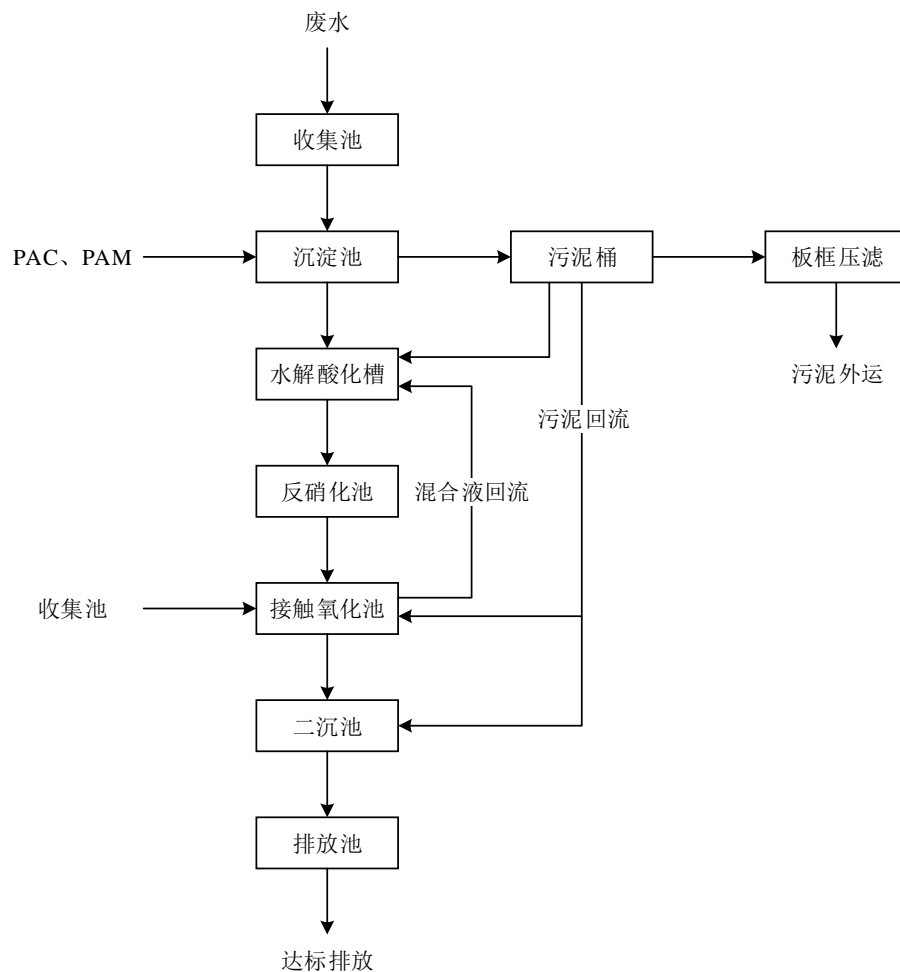 废水
收集池
PAC、PAM
沉淀池
污泥桶
板框压滤
水解酸化槽
污泥外运
污泥回流
反硝化池
混合液回流
收集池
接触氧化池
二沉池
排放池
达标排放